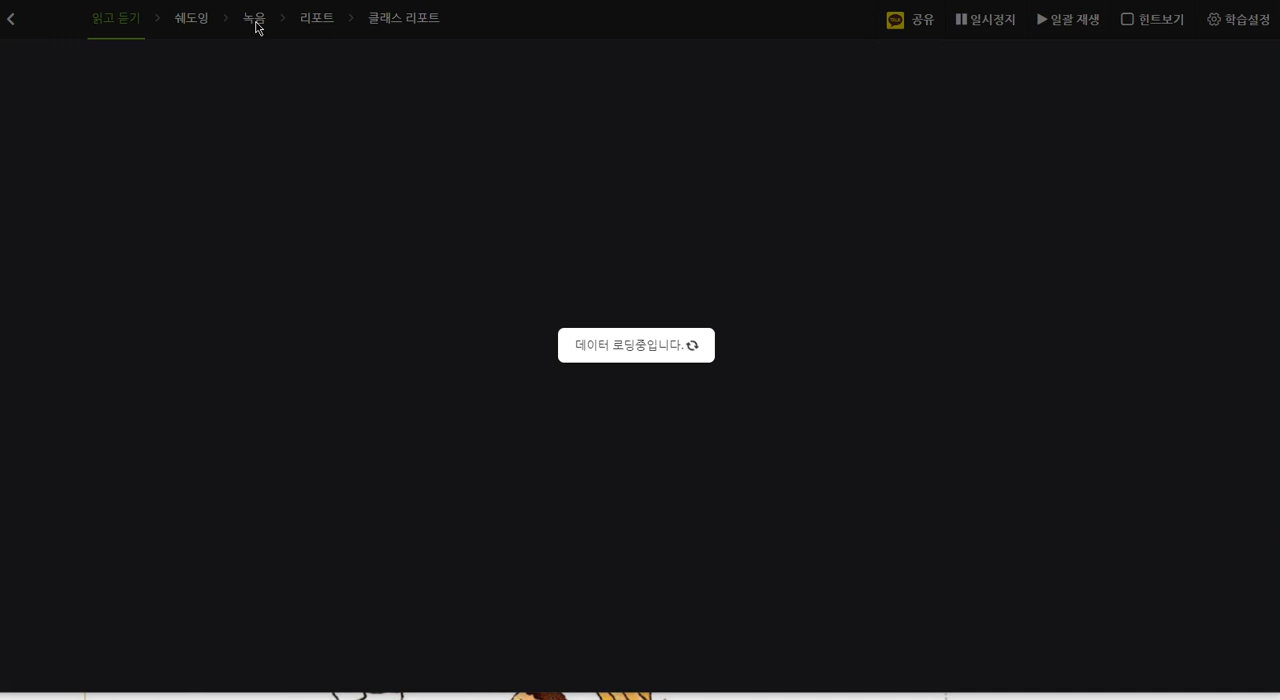 읽고 듣기 쉐도잉 녹음 리포트 클래스 리포트 TALK 공유 일시정지 일괄 재생 힌트보기 학습설정
데이터 로딩중입니다.